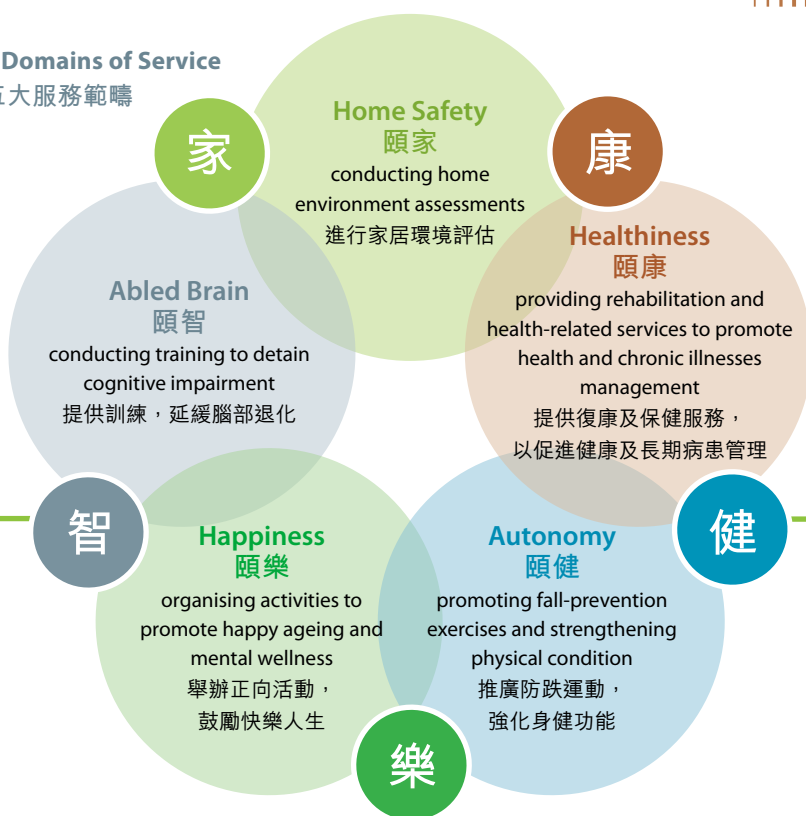 Domains of Service
五大服務範疇
家
康
Home Safety
頤家
conducting home
environment assessments
進行家居環境評估
Healthiness
頤康
providing rehabilitation and
health-related services to promote
health and chronic illnesses
management
提供復康及保健服務，
以促進健康及長期病患管理
Abled Brain
頤智
conducting training to detain
cognitive impairment
提供訓練，延緩腦部退化
智
健
Happiness
頤樂
organising activities to
promote happy ageing and
mental wellness
舉辦正向活動，
鼓勵快樂人生
Autonomy
頤健
promoting fall-prevention
exercises and strengthening
physical condition
推廣防跌運動，
強化身健功能
樂